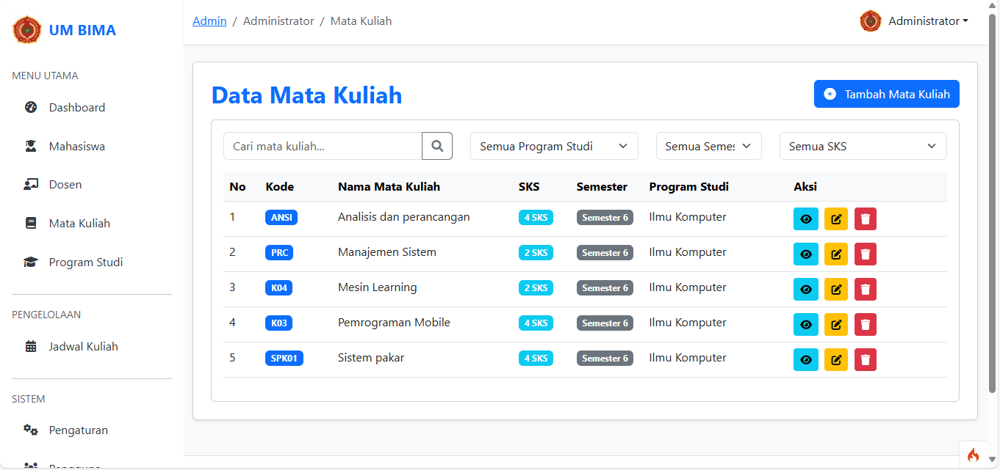 UM BIMA
Admin / Administrator / Mata Kuliah
Administrator
MENU UTAMA
Dashboard
Mahasiswa
Dosen
Mata Kuliah
Program Studi
PENGELOLAAN
Jadwal Kuliah
SISTEM
Pengaturan
Pengguna
Data Mata Kuliah
Tambah Mata Kuliah
Cari mata kuliah...
Semua Program Studi
Semua Semes
Semua SKS
No Kode Nama Mata Kuliah SKS Semester Program Studi Aksi
1 ANSI Analisis dan perancangan 4 SKS Semester 6 Ilmu Komputer
2 PRC Manajemen Sistem 2 SKS Semester 6 Ilmu Komputer
3 K04 Mesin Learning 2 SKS Semester 6 Ilmu Komputer
4 K03 Pemrograman Mobile 4 SKS Semester 6 Ilmu Komputer
5 SPK01 Sistem pakar 4 SKS Semester 6 Ilmu Komputer